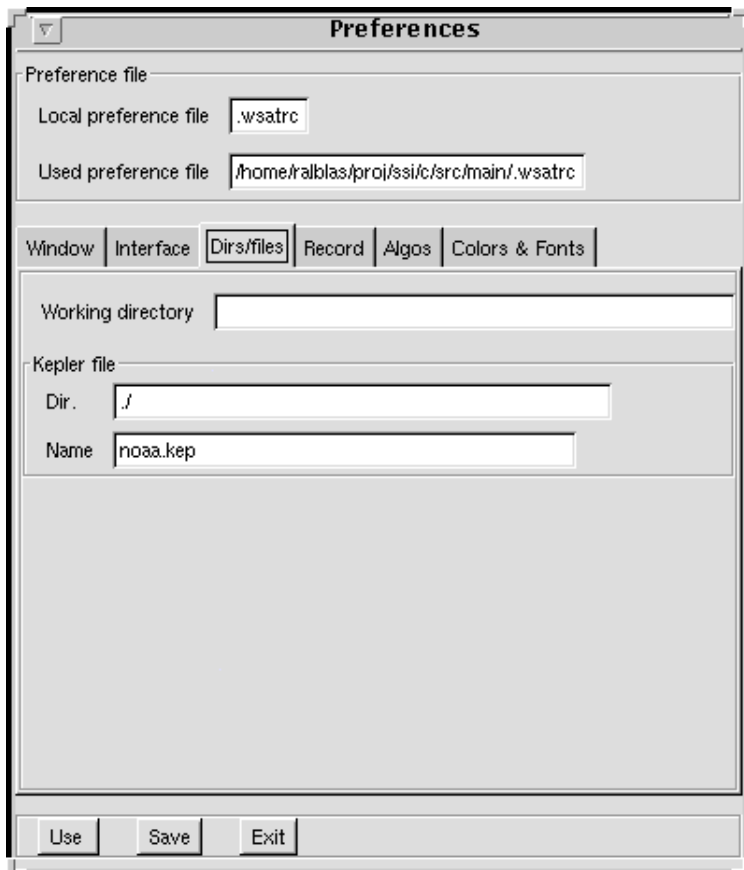 Preferences
Preference file
Local preference file .wsatrc
Used preference file /home/ralblas/proj/ssi/c/src/main/.wsatrc
Window Interface Dirs/files Record Algos Colors & Fonts
Working directory
Kepler file
Dir. ./
Name noaa.kep
Use Save Exit